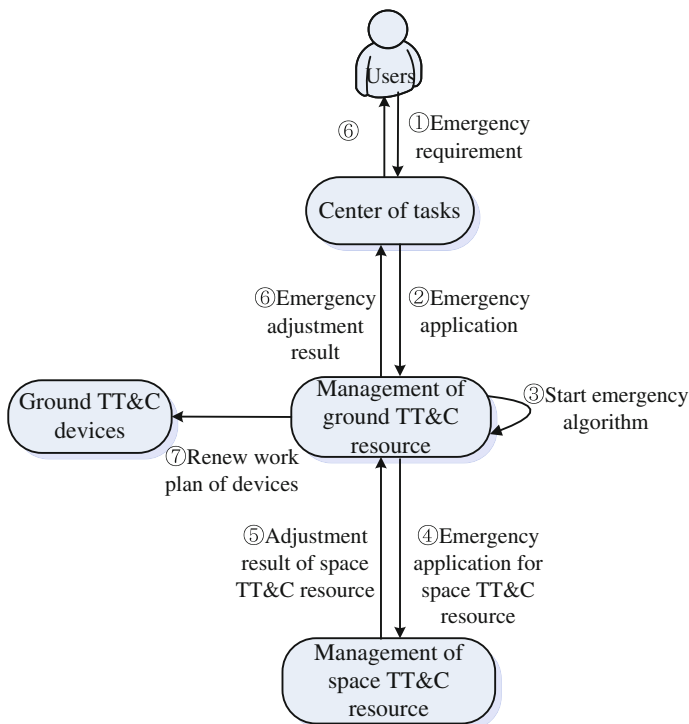 Users
⑥
①Emergency
requirement
Center of tasks
⑥Emergency
adjustment
result
②Emergency
application
Ground TT&C
devices
Management of
ground TT&C
resource
③Start emergency
algorithm
⑦Renew work
plan of devices
⑤Adjustment
result of space
TT&C resource
④Emergency
application for
space TT&C
resource
Management of
space TT&C
resource